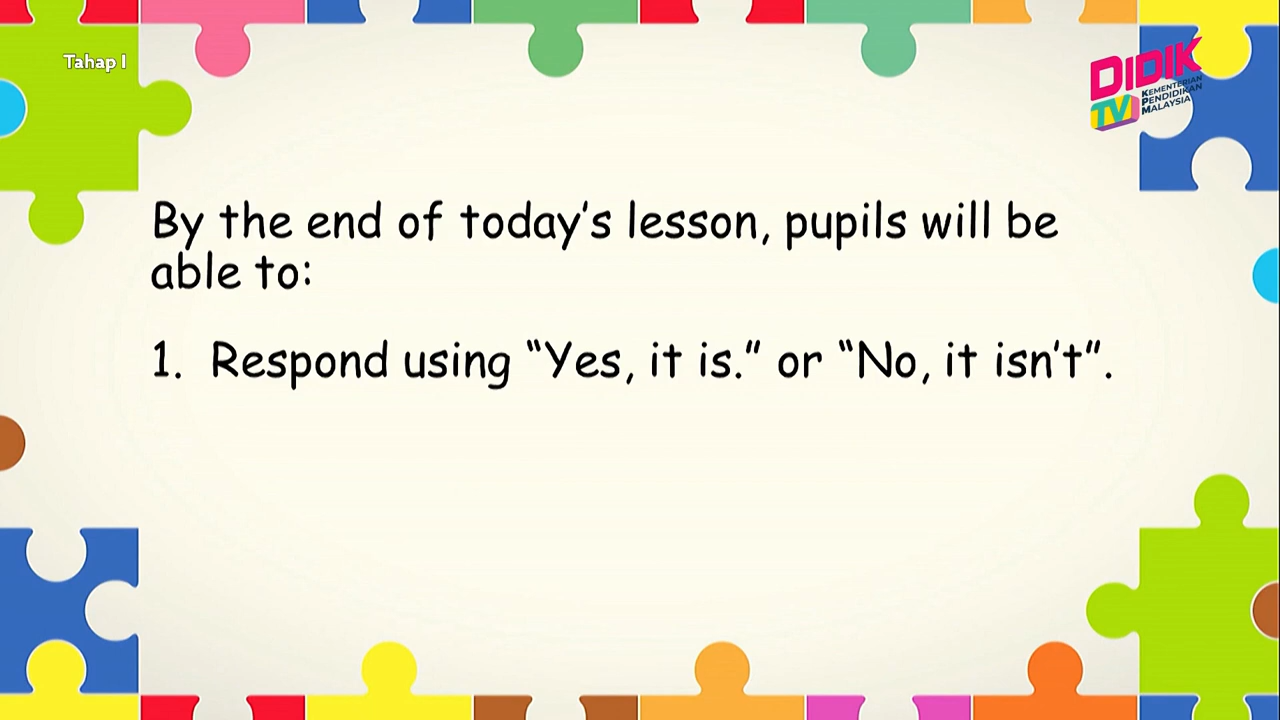 Tahap I
DIDIK
TV
KEMENTERIAN
PENDIDIKAN
MALAYSIA
By the end of today’s lesson, pupils will be
able to:
1. Respond using “Yes, it is.” or “No, it isn’t”.